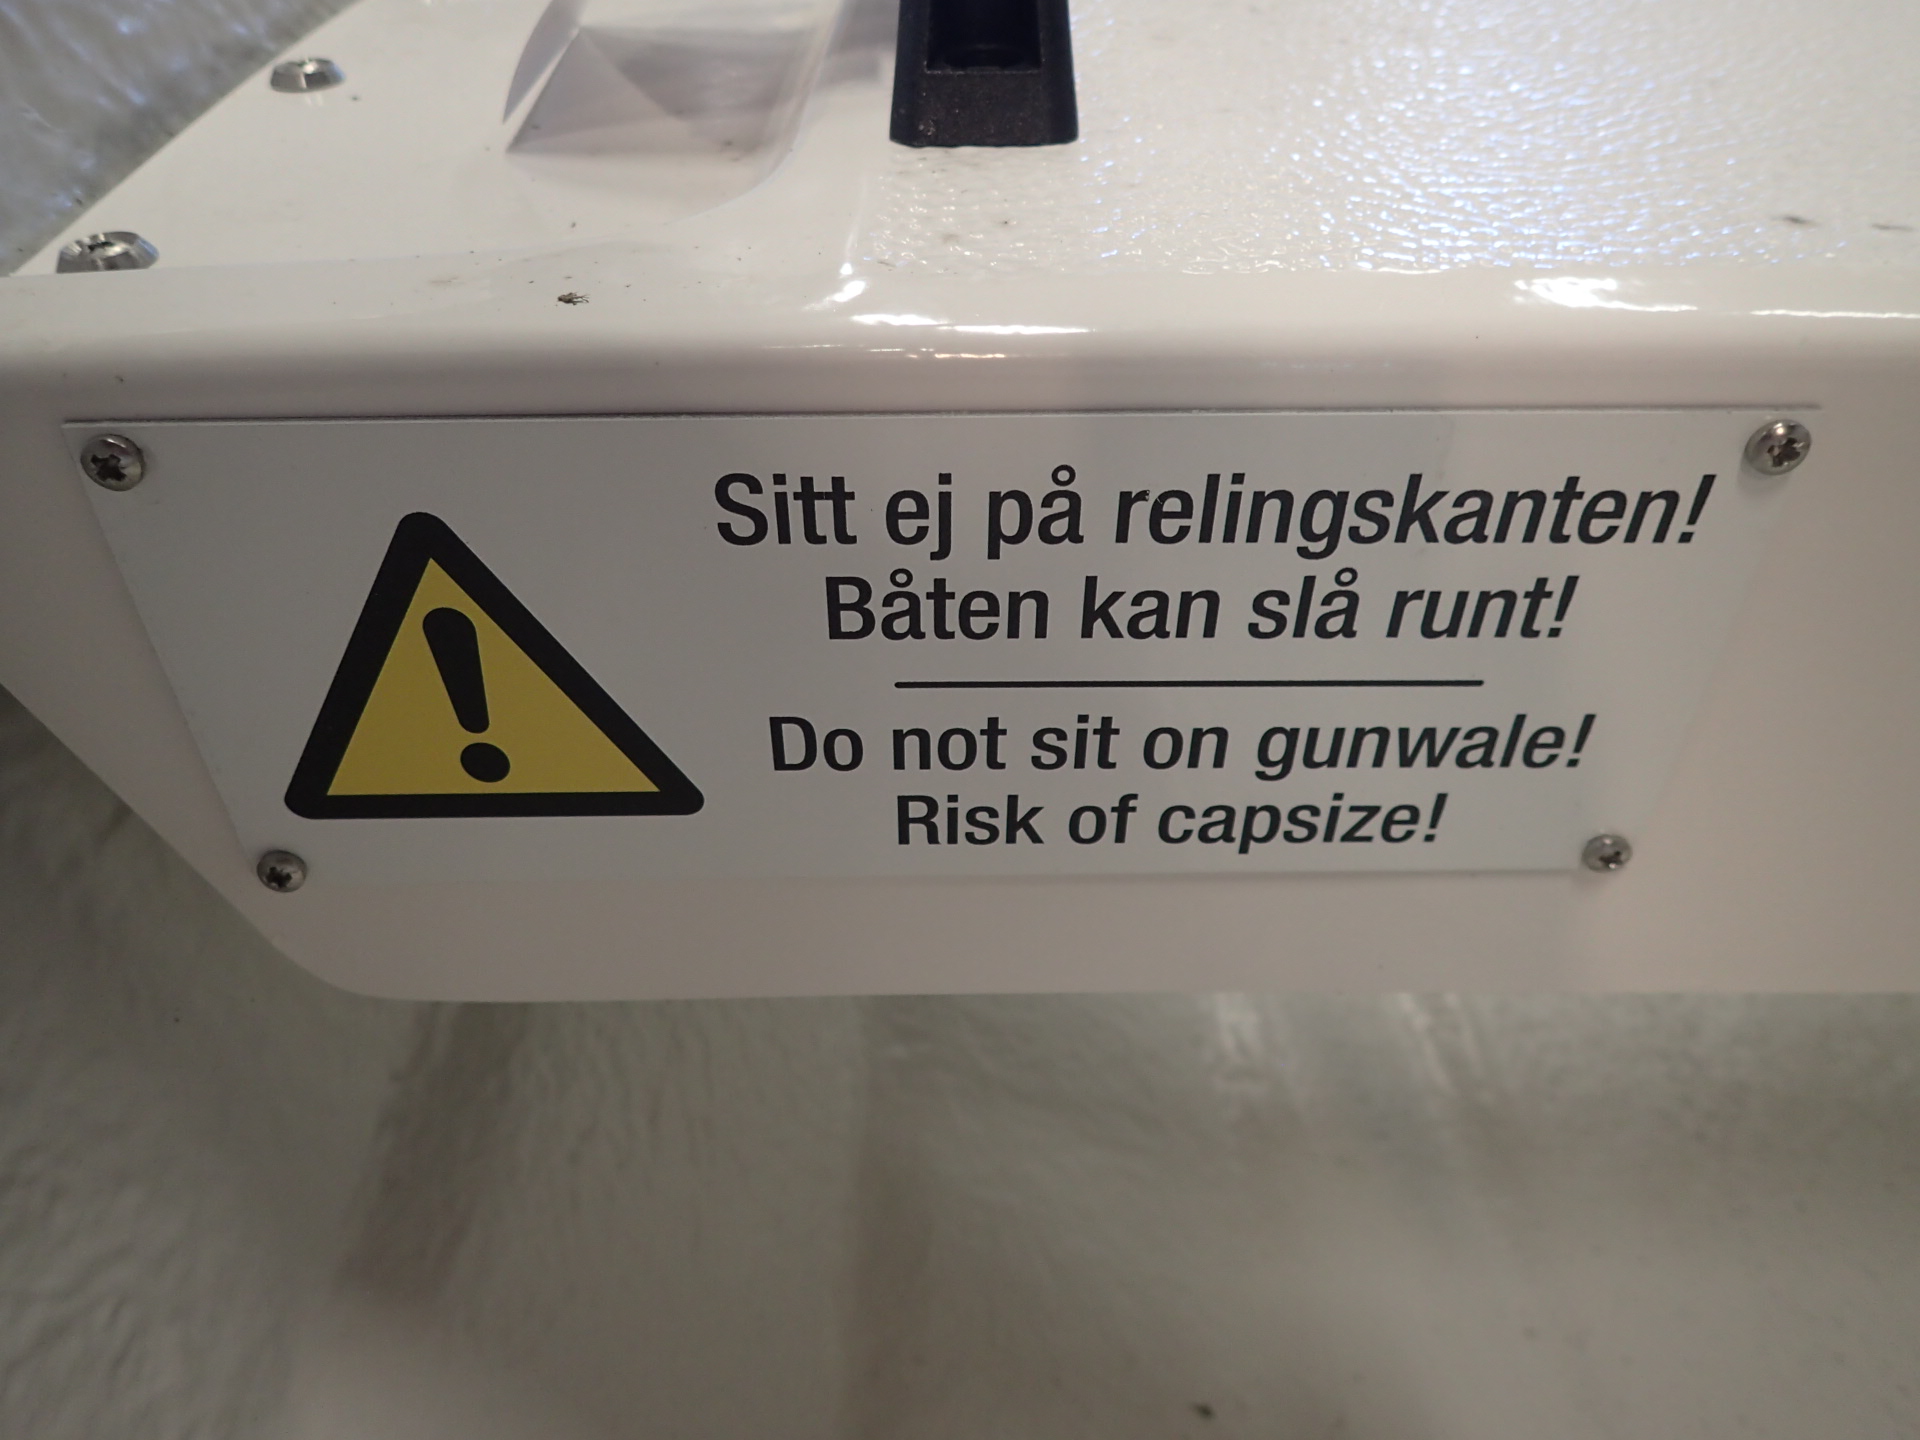 Sitt ej på relingskanten!
Båten kan slå runt!
Do not sit on gunwale!
Risk of capsize!